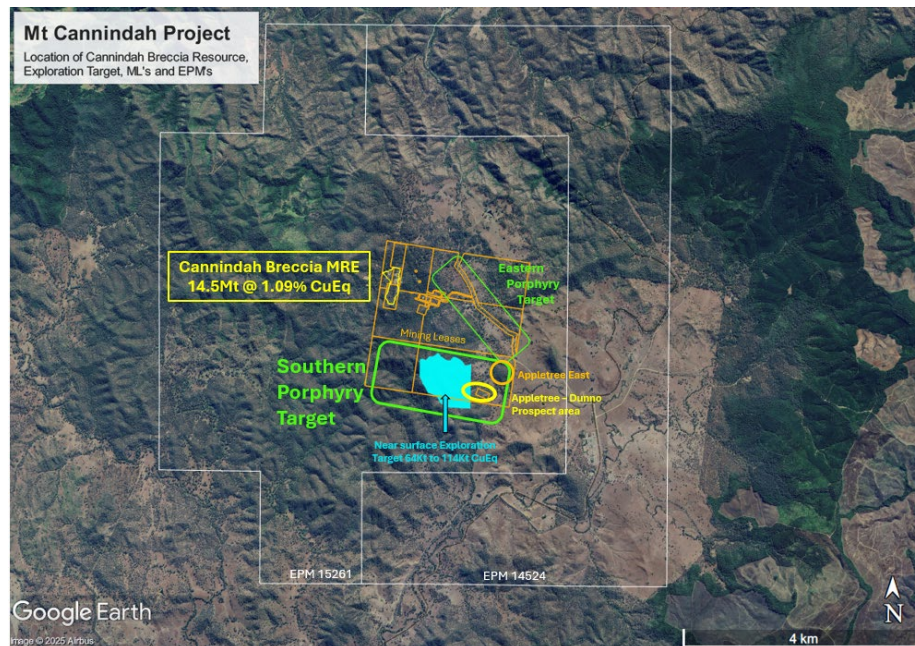 Mt Cannindah Project
Location of Cannindah Breccia Resource,
Exploration Target, ML's and EPM's
Cannindah Breccia MRE
14.5Mt @ 1.09% CuEq
Eastern
Porphyry
Target
Mining Leases
Southern
Porphyry
Target
Appletree East
Appletree – Dunno
Prospect area
Near surface Exploration
Target 64Kt to 114Kt CuEq
EPM 15261
EPM 14524
Google Earth
Image © 2025 Airbus
N
4 km